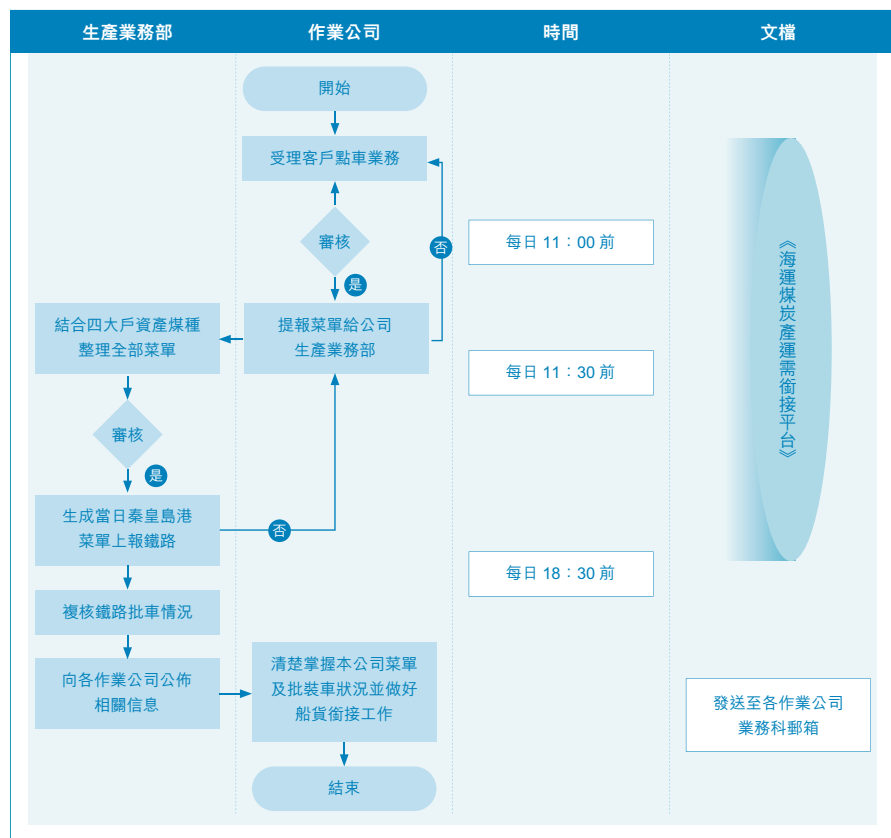 生產業務部
作業公司
時間
文檔
開始
受理客戶點車業務
審核
否
每日 11：00 前
是
結合四大戶資產煤種
整理全部菜單
提報菜單給公司
生產業務部
每日 11：30 前
《海運煤炭產運需銜接平台》
審核
是
生成當日秦皇島港
菜單上報鐵路
否
每日 18：30 前
複核鐵路批車情況
向各作業公司公佈
相關信息
清楚掌握本公司菜單
及批裝車狀況並做好
船貨銜接工作
發送至各作業公司
業務科郵箱
結束